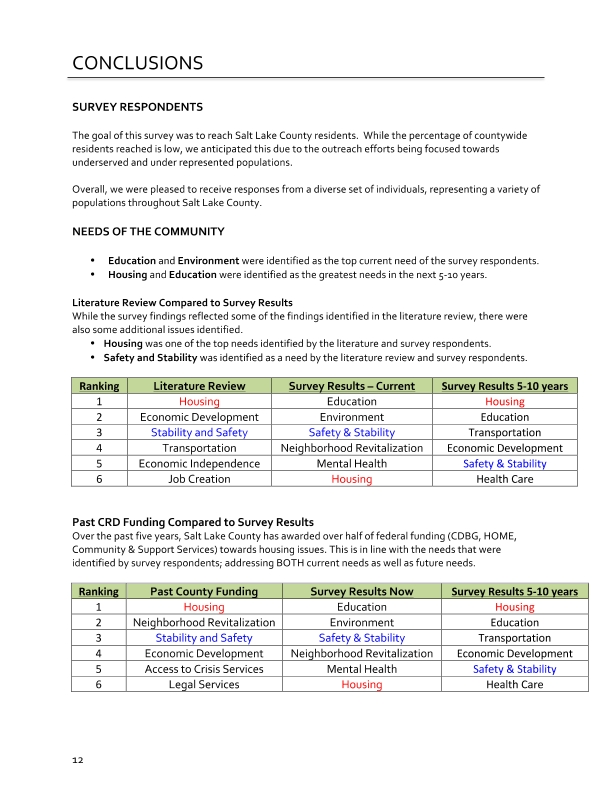 CONCLUSIONS
SURVEY RESPONDENTS
The goal of this survey was to reach Salt Lake County residents. While the percentage of countywide
residents reached is low, we anticipated this due to the outreach efforts being focused towards
underserved and under represented populations.
Overall, we were pleased to receive responses from a diverse set of individuals, representing a variety of
populations throughout Salt Lake County.
NEEDS OF THE COMMUNITY
• Education and Environment were identified as the top current need of the survey respondents.
• Housing and Education were identified as the greatest needs in the next 5-10 years.
Literature Review Compared to Survey Results
While the survey findings reflected some of the findings identified in the literature review, there were
also some additional issues identified.
• Housing was one of the top needs identified by the literature and survey respondents.
• Safety and Stability was identified as a need by the literature review and survey respondents.
Ranking Literature Review Survey Results – Current Survey Results 5-10 years
1 Housing Education Housing
2 Economic Development Environment Education
3 Stability and Safety Safety & Stability Transportation
4 Transportation Neighborhood Revitalization Economic Development
5 Economic Independence Mental Health Safety & Stability
6 Job Creation Housing Health Care
Past CRD Funding Compared to Survey Results
Over the past five years, Salt Lake County has awarded over half of federal funding (CDBG, HOME,
Community & Support Services) towards housing issues. This is in line with the needs that were
identified by survey respondents; addressing BOTH current needs as well as future needs.
Ranking Past County Funding Survey Results Now Survey Results 5-10 years
1 Housing Education Housing
2 Neighborhood Revitalization Environment Education
3 Stability and Safety Safety & Stability Transportation
4 Economic Development Neighborhood Revitalization Economic Development
5 Access to Crisis Services Mental Health Safety & Stability
6 Legal Services Housing Health Care
12